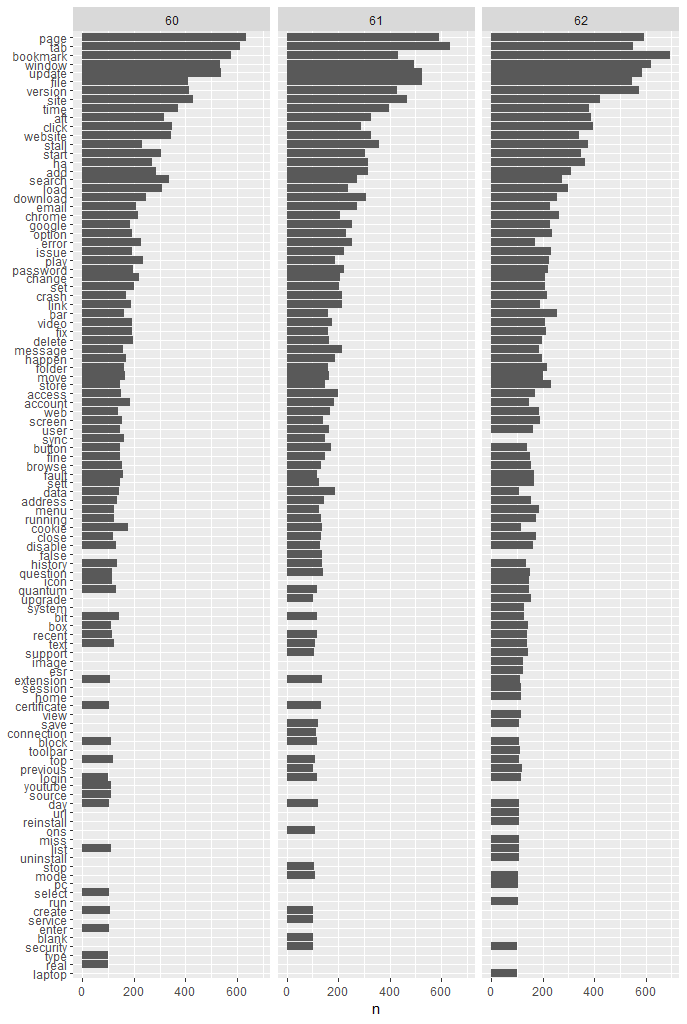 60 61 62
page
tab
bookmark
window
update
file
version
site
time
aft
click
website
stall
start
ha
add
search
load
download
email
chrome
google
option
error
issue
play
password
change
set
crash
link
bar
video
fix
delete
message
happen
folder
move
store
access
account
web
screen
user
sync
button
fine
browse
fault
sett
data
address
menu
running
cookie
close
disable
false
history
question
icon
quantum
upgrade
system
bit
box
recent
text
support
image
esr
extension
session
home
certificate
view
save
connection
block
toolbar
top
previous
login
youtube
source
day
url
reinstall
ons
miss
list
uninstall
stop
mode
pc
select
run
create
service
enter
blank
security
type
real
laptop
0 200 400 600 0 200 400 600 0 200 400 600
n